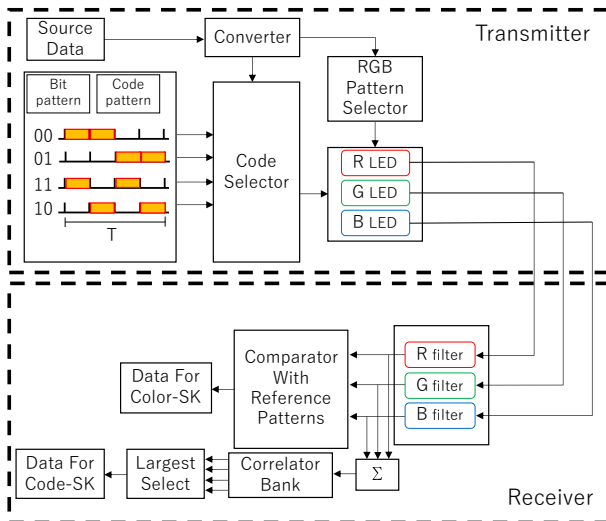 Transmitter
Source
Data
Converter
RGB
Pattern
Selector
Bit
pattern
Code
pattern
00
01
11
10
T
Code
Selector
R LED
G LED
B LED
R filter
G filter
B filter
Comparator
With
Reference
Patterns
Data For
Color-SK
Σ
Correlator
Bank
Largest
Select
Data For
Code-SK
Receiver